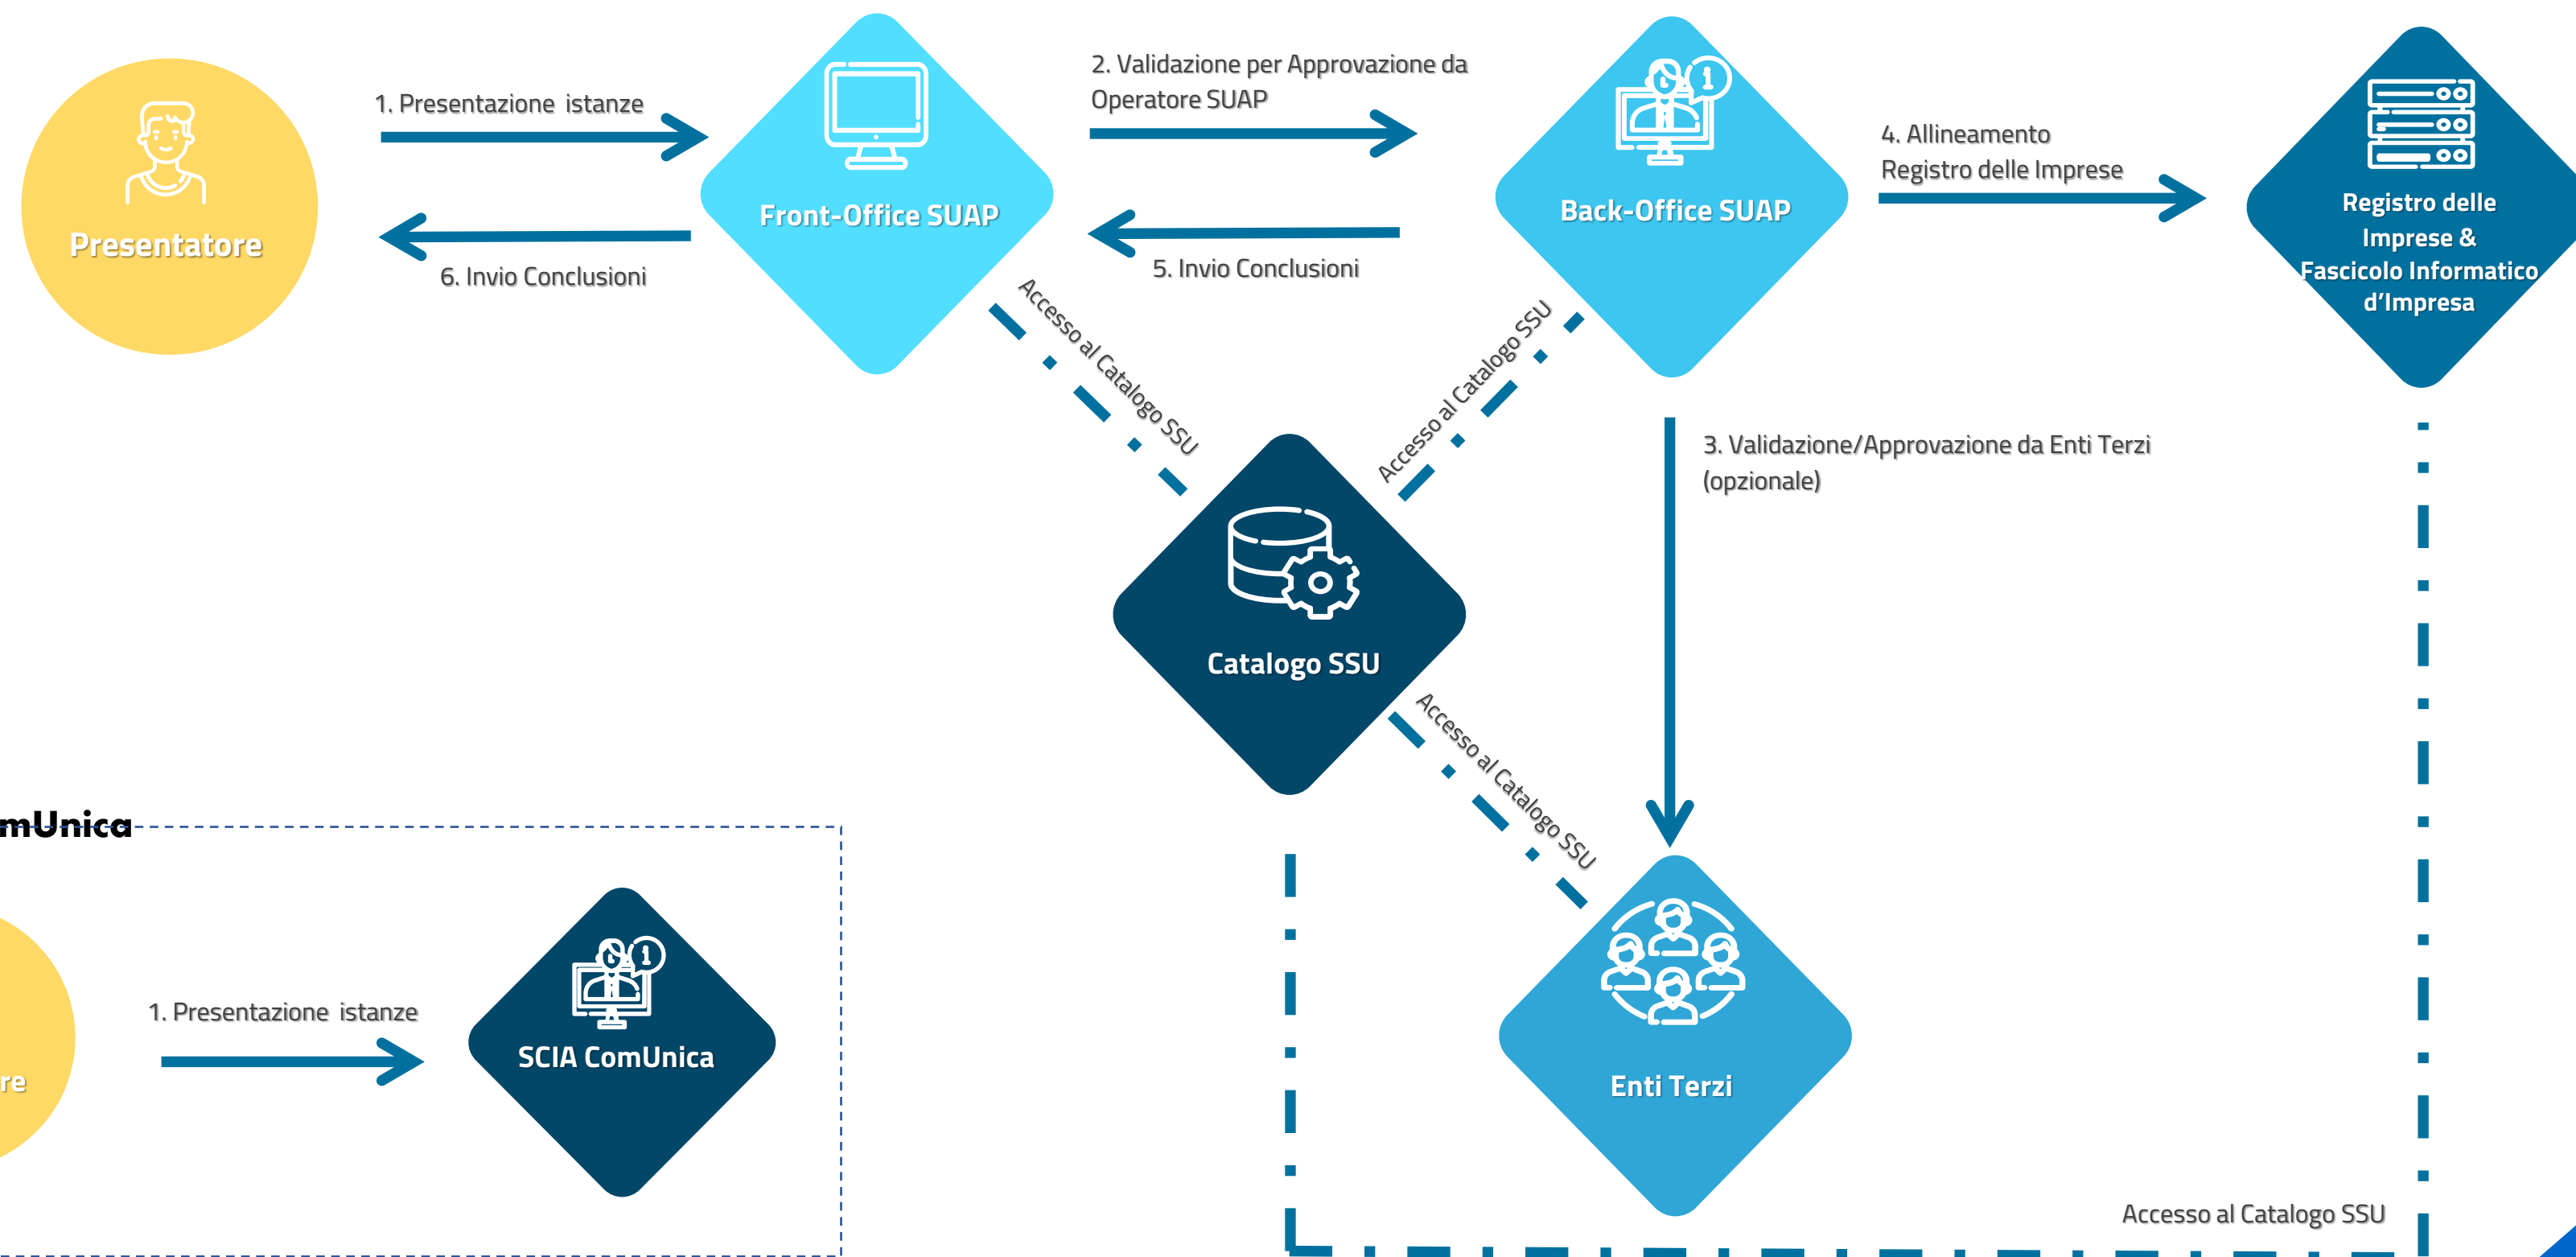 1. Presentazione istanze
2. Validazione per Approvazione da
Operatore SUAP
4. Allineamento
Registro delle Imprese
Presentatore
Front-Office SUAP
Back-Office SUAP
Registro delle
Imprese &
Fascicolo Informatico
d'Impresa
6. Invio Conclusioni
5. Invio Conclusioni
Accesso al Catalogo SSU
Accesso al Catalogo SSU
3. Validazione/Approvazione da Enti Terzi
(opzionale)
Catalogo SSU
Accesso al Catalogo SSU
mUnica
1. Presentazione istanze
SCIA ComUnica
re
Enti Terzi
Accesso al Catalogo SSU